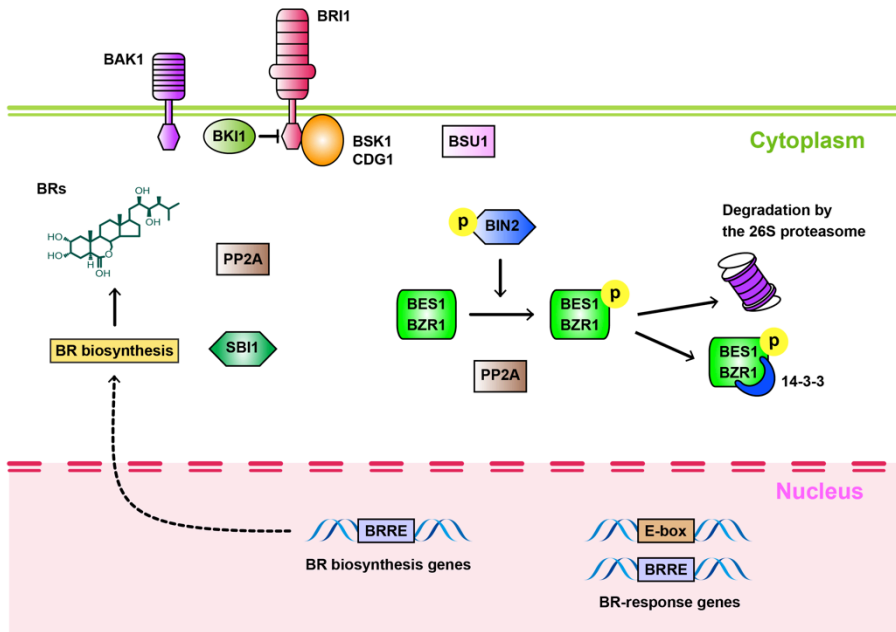 BRI1
BAK1
BKI1
BSK1
CDG1
BSU1
Cytoplasm
BRs
OH
OH
HO
HO
H
O
OH
p
BIN2
Degradation by
the 26S proteasome
PP2A
BES1
BZR1
BES1
BZR1
p
BR biosynthesis
SBI1
PP2A
BES1
BZR1
p
14-3-3
Nucleus
BRRE
BR biosynthesis genes
E-box
BRRE
BR-response genes